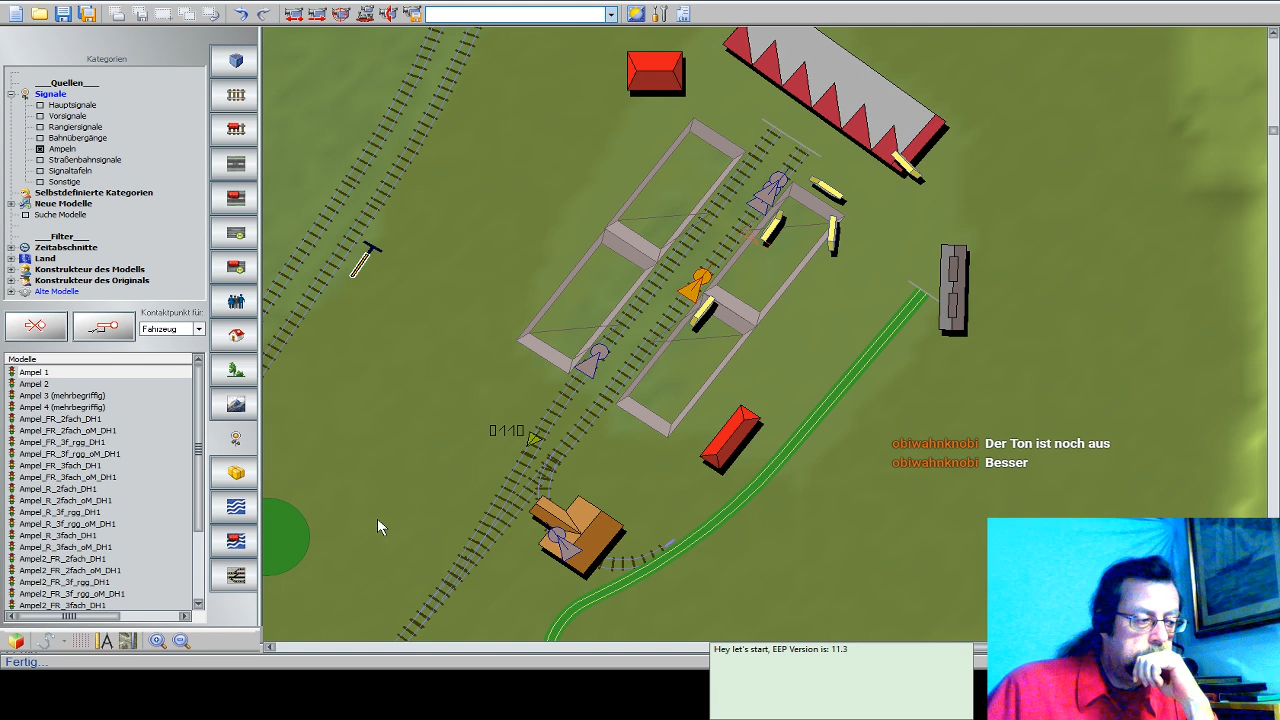 Kategorien
___Quellen___
Signale
Hauptsignale
Vorsignale
Rangiersignale
Bahnübergänge
Ampeln
Straßenbahnsignale
Signaltafeln
Sonstige
Selbstdefinierte Kategorien
Neue Modelle
Suche Modelle
___Filter___
Zeitabschnitte
Land
Konstrukteure des Modells
Konstrukteure des Originals
Alte Modelle
Kontaktpunkt für:
Fahrzeug
Modelle
Ampel 1
Ampel 2
Ampel 3 (mehrbegriffig)
Ampel 4 (mehrbegriffig)
Ampel_FR_2fach_DH1
Ampel_FR_2fach_oM_DH1
Ampel_FR_3f_rgg_DH1
Ampel_FR_3f_rgg_oM_DH1
Ampel_FR_3fach_DH1
Ampel_FR_3fach_oM_DH1
Ampel_R_2fach_DH1
Ampel_R_2fach_oM_DH1
Ampel_R_3f_rgg_DH1
Ampel_R_3f_rgg_oM_DH1
Ampel_R_3fach_DH1
Ampel_R_3fach_oM_DH1
Ampel2_FR_2fach_DH1
Ampel2_FR_2fach_oM_DH1
Ampel2_FR_3f_rgg_DH1
Ampel2_FR_3f_rgg_oM_DH1
Ampel2_FR_3fach_DH1
Fertig...
0110
obiwahnknobi Der Ton ist noch aus
obiwahnknobi Besser
Hey let's start, EEP Version is: 11.3